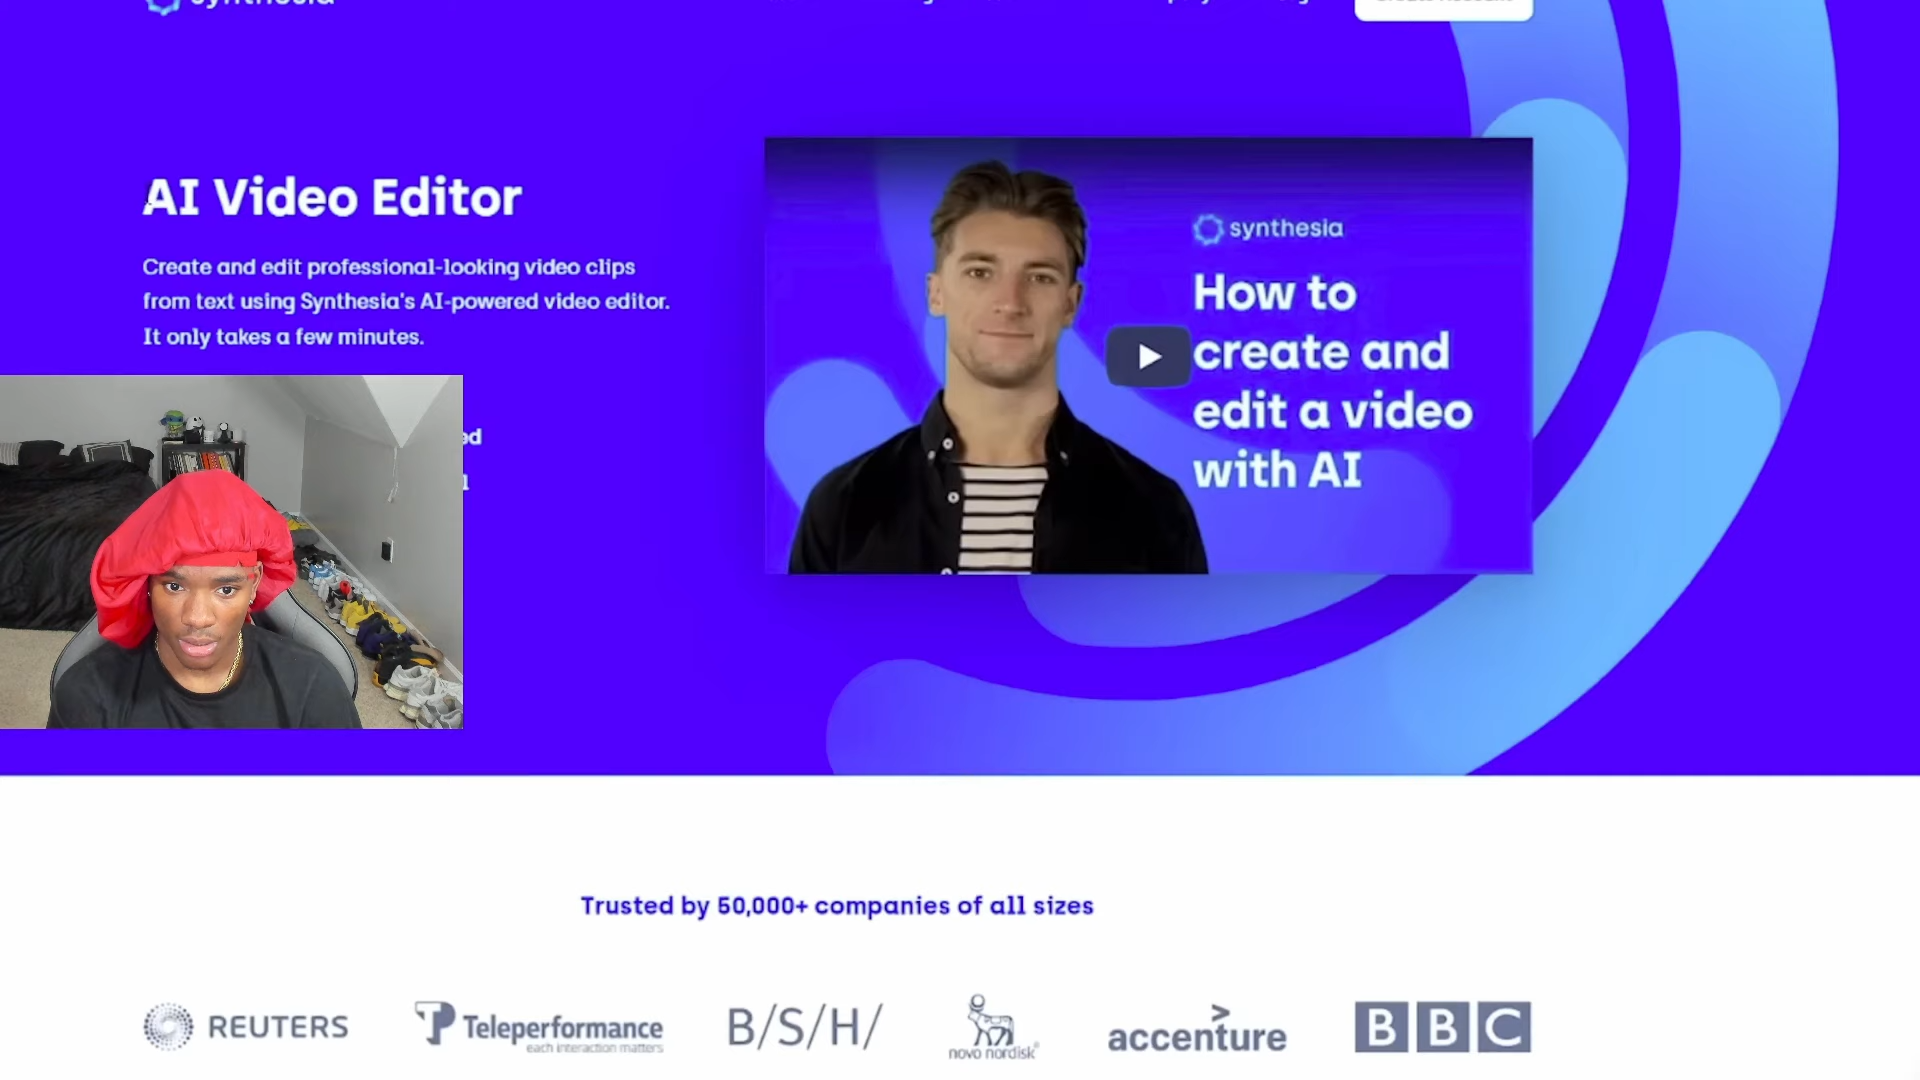 synthesia
AI Video Editor
Create and edit professional-looking video clips
from text using Synthesia's AI-powered video editor.
It only takes a few minutes.
synthesia
How to
create and
edit a video
with AI
Trusted by 50,000+ companies of all sizes
REUTERS
Teleperformance
each interaction matters
B/S/H/
novo nordisk
accenture
BBC